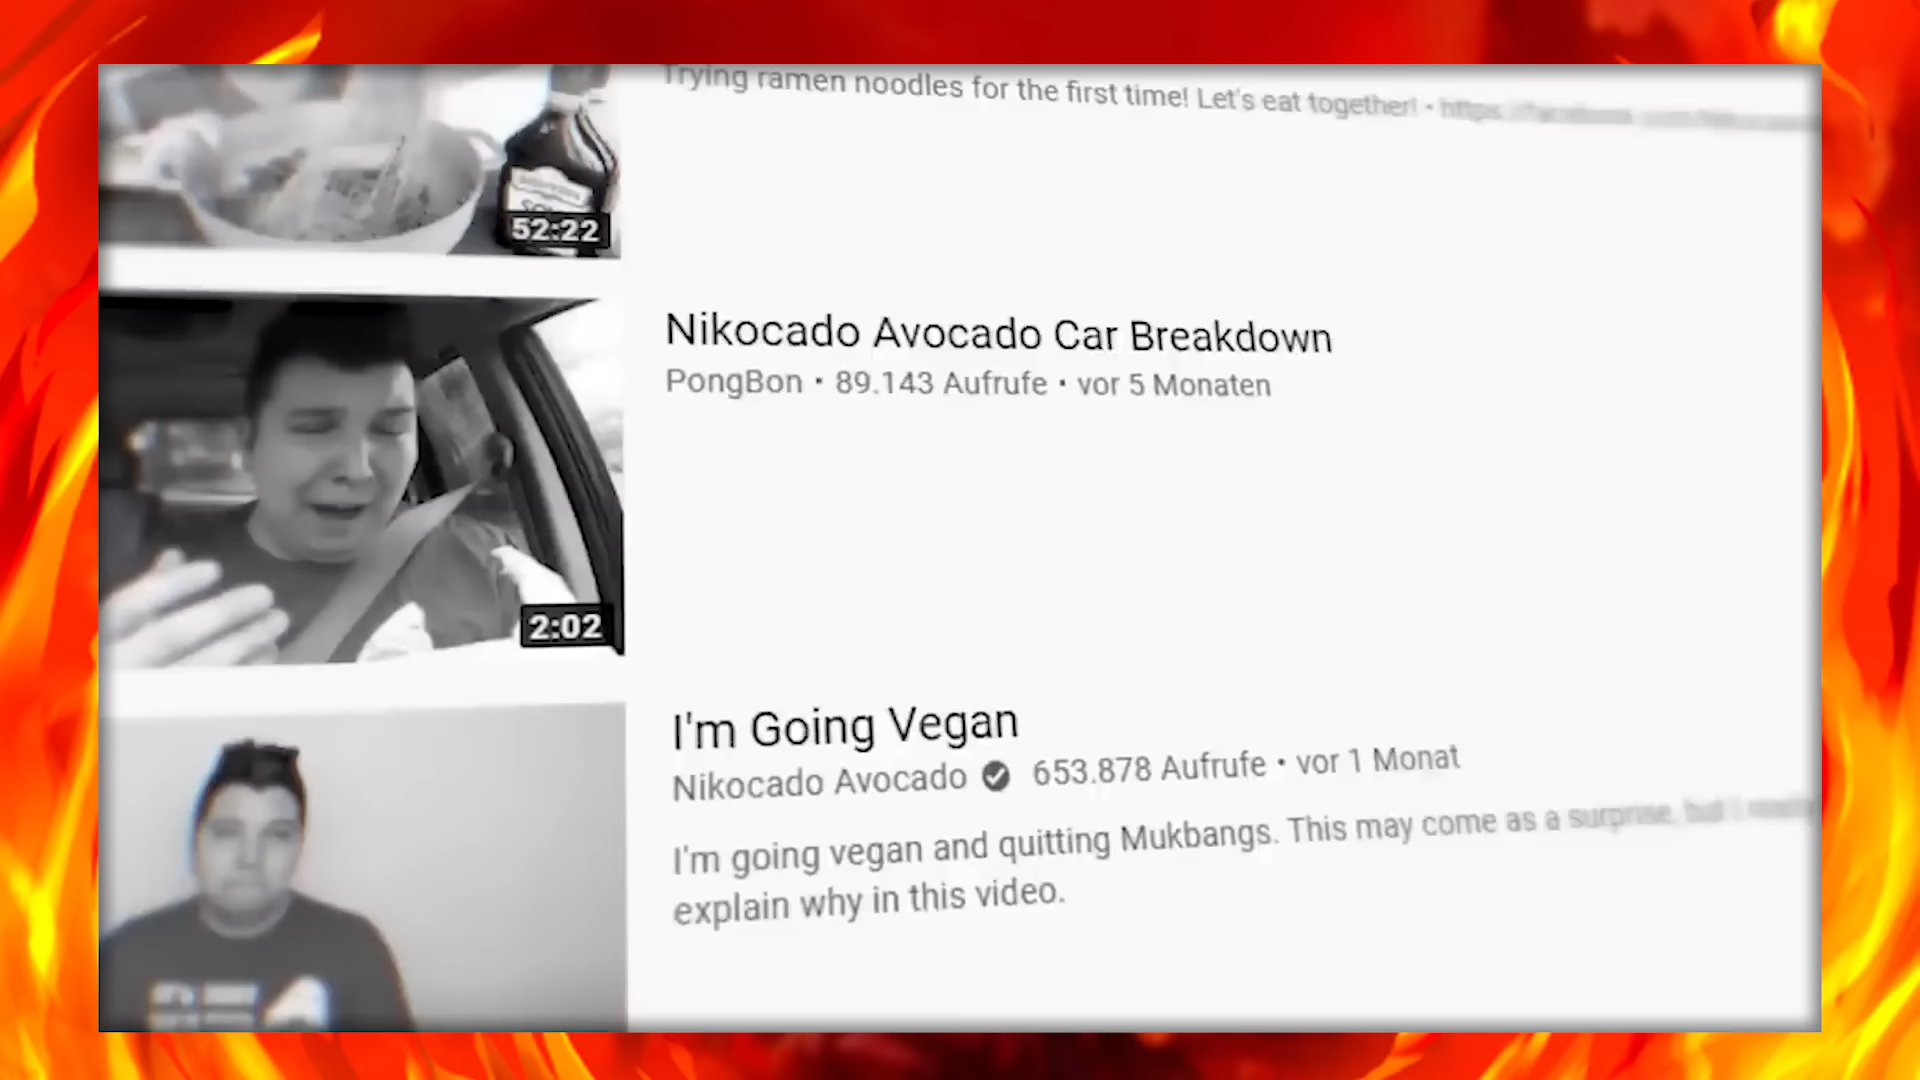 Trying ramen noodles for the first time! Let's eat together! •
52:22
Nikocado Avocado Car Breakdown
PongBon • 89.143 Aufrufe • vor 5 Monaten
2:02
I'm Going Vegan
Nikocado Avocado 653.878 Aufrufe • vor 1 Monat
I'm going vegan and quitting Mukbangs. This may come as a surprise, but I really
explain why in this video.